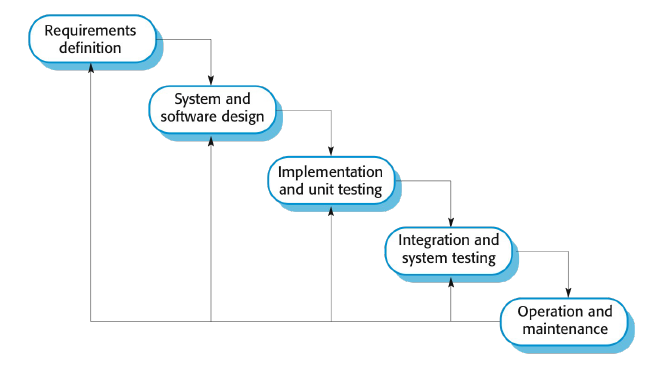 Requirements
definition
System and
software design
Implementation
and unit testing
Integration and
system testing
Operation and
maintenance